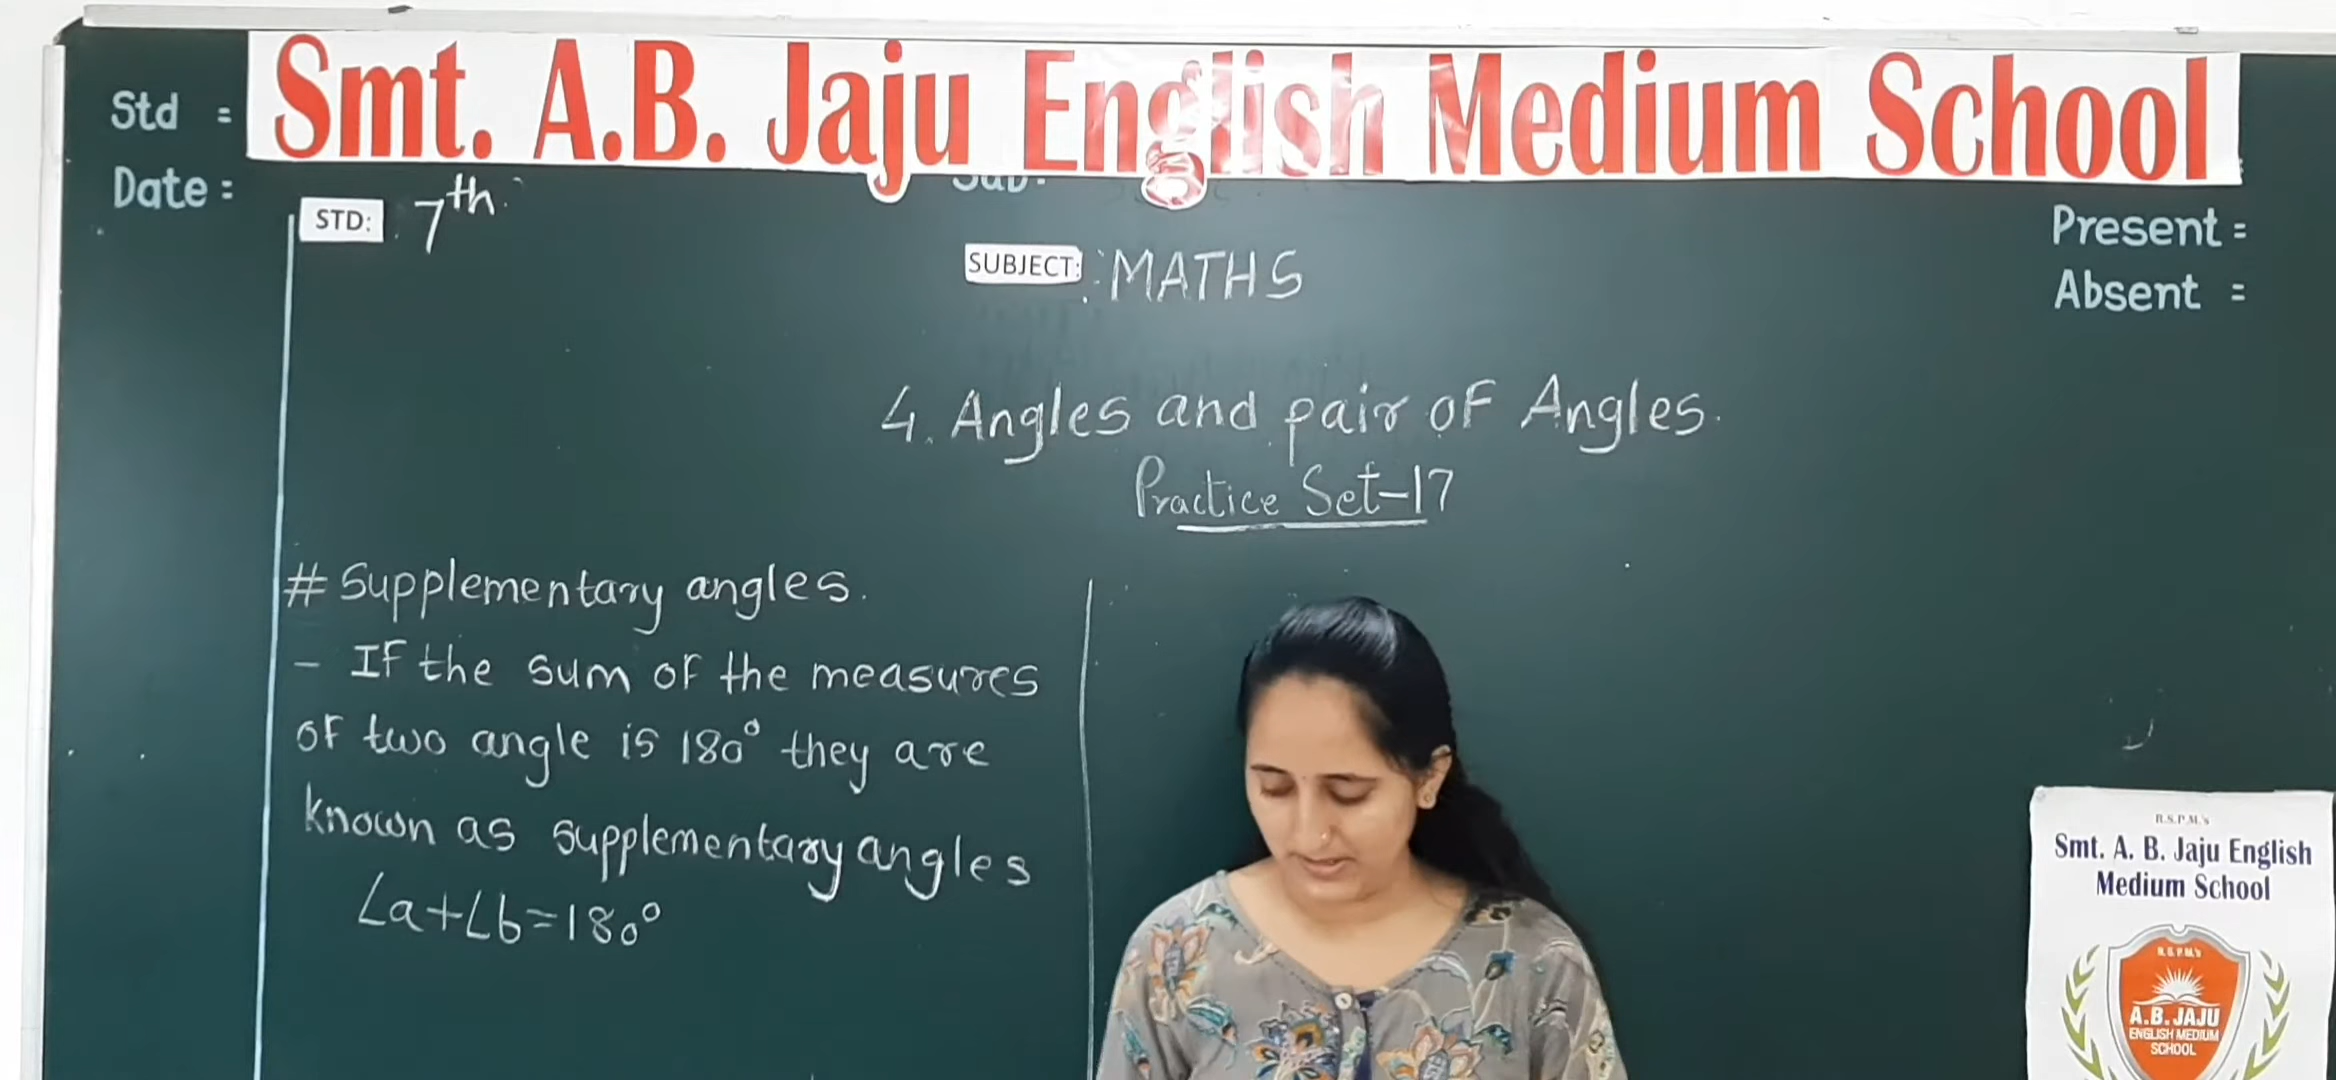 Smt. A.B. Jaju English Medium School
Std =
Date =
STD: 7th
SUBJECT: MATHS
Present =
Absent =
4. Angles and pair of Angles.
Practice Set-17
# Supplementary angles.
- If the sum of the measures
of two angle is 180° they are
known as supplementary angles
∠a+∠b=180°
R.S.P.M.'s
Smt. A. B. Jaju English
Medium School
R.S.P.M.'s
A.B. JAJU
ENGLISH MEDIUM
SCHOOL